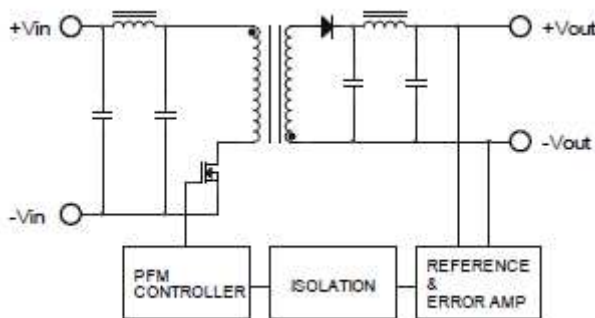 +Vin
+Vout
-Vout
-Vin
PFM
CONTROLLER
ISOLATION
REFERENCE
&
ERROR AMP